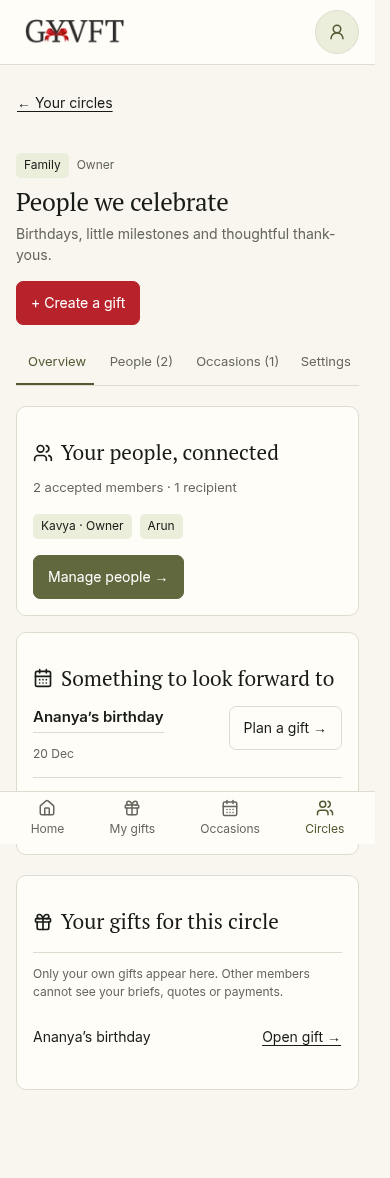 GYVFT
← Your circles
Family Owner
People we celebrate
Birthdays, little milestones and thoughtful thank-
yous.
+ Create a gift
Overview People (2) Occasions (1) Settings
Your people, connected
2 accepted members · 1 recipient
Kavya · Owner Arun
Manage people →
Something to look forward to
Ananya’s birthday
Plan a gift →
20 Dec
Home My gifts Occasions Circles
Your gifts for this circle
Only your own gifts appear here. Other members
cannot see your briefs, quotes or payments.
Ananya’s birthday Open gift →